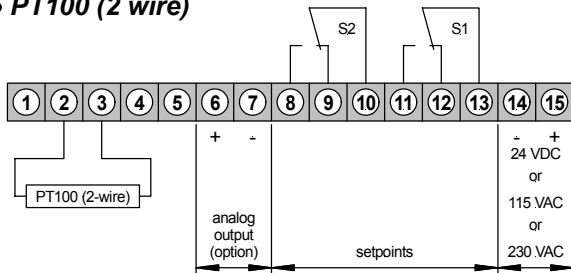 PT100 (2 wire)
S2
S1
1 2 3 4 5 6 7 8 9 10 11 12 13 14 15
+ - - +
PT100 (2-wire)
analog
output
(option)
setpoints
24 VDC
or
115 VAC
or
230 VAC